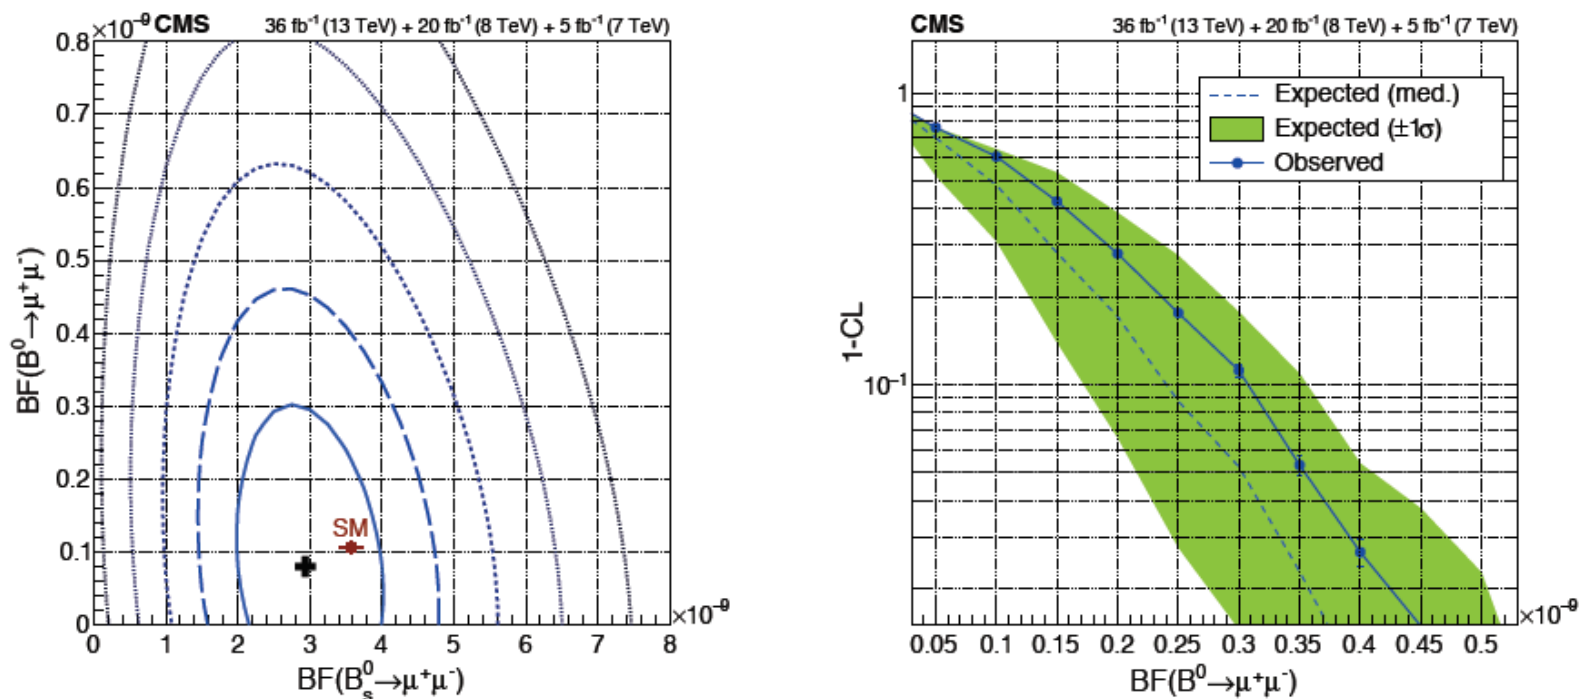 ×10⁻⁹ CMS 36 fb⁻¹ (13 TeV) + 20 fb⁻¹ (8 TeV) + 5 fb⁻¹ (7 TeV)
BF(B⁰→μ⁺μ⁻)
0.8
0.7
0.6
0.5
0.4
0.3
0.2
0.1
0
SM
×10⁻⁹
0 1 2 3 4 5 6 7 8
BF(B⁰ₛ→μ⁺μ⁻)
CMS 36 fb⁻¹ (13 TeV) + 20 fb⁻¹ (8 TeV) + 5 fb⁻¹ (7 TeV)
1-CL
1
10⁻¹
Expected (med.)
Expected (±1σ)
Observed
×10⁻⁹
0.05 0.1 0.15 0.2 0.25 0.3 0.35 0.4 0.45 0.5
BF(B⁰→μ⁺μ⁻)